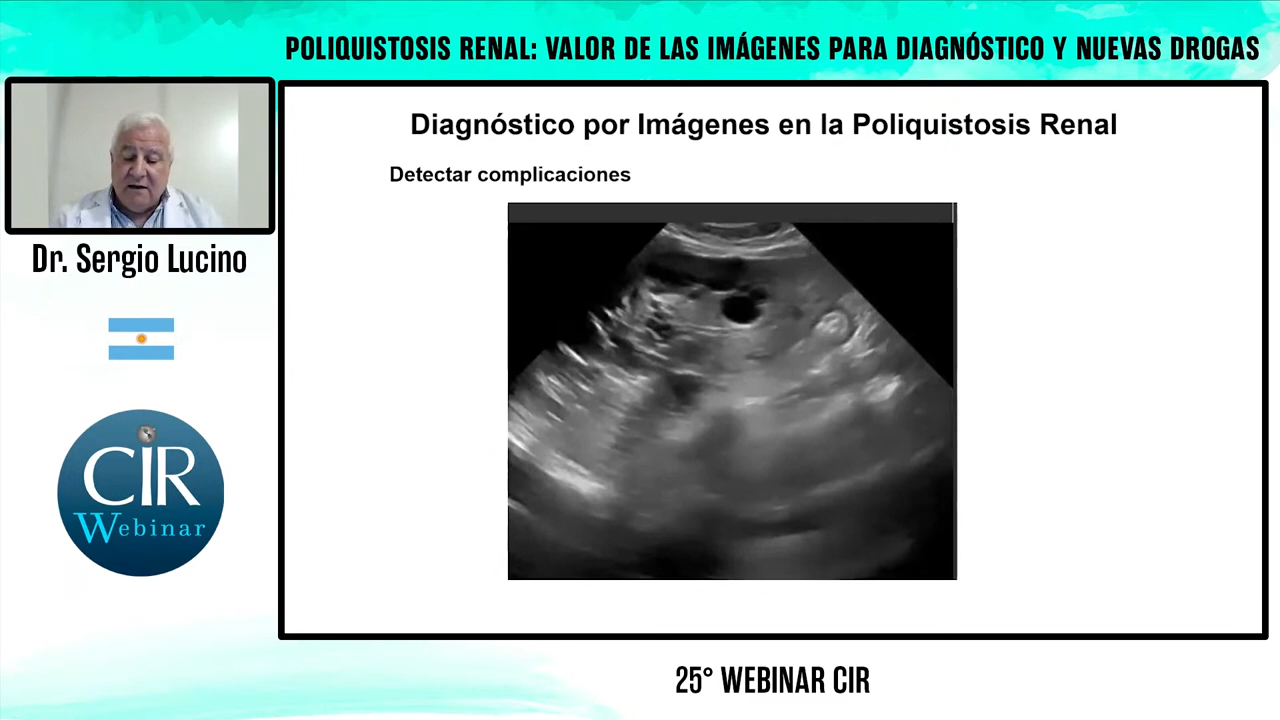 POLIQUISTOSIS RENAL: VALOR DE LAS IMÁGENES PARA DIAGNÓSTICO Y NUEVAS DROGAS
Diagnóstico por Imágenes en la Poliquistosis Renal
Detectar complicaciones
Dr. Sergio Lucino
CIR
Webinar
25° WEBINAR CIR